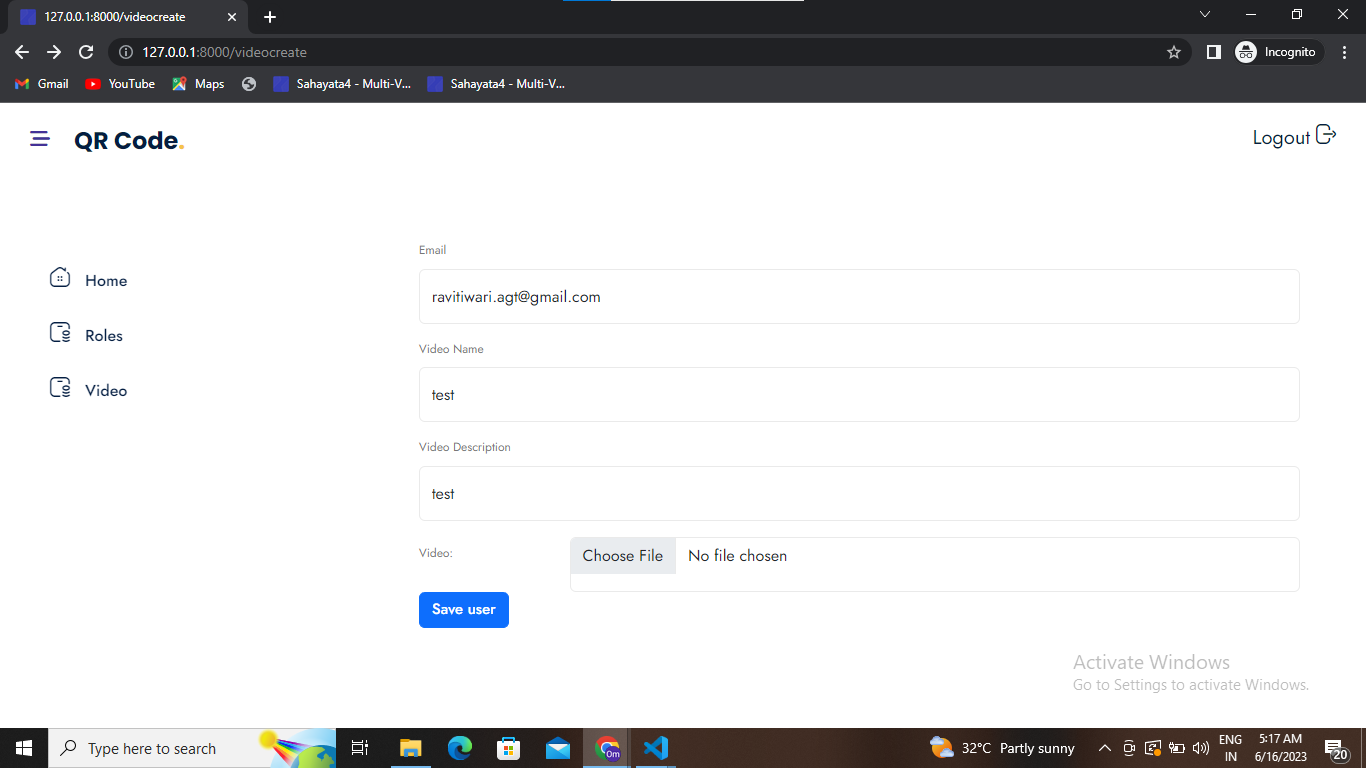 127.0.0.1:8000/videocreate
127.0.0.1:8000/videocreate
Incognito
Gmail
YouTube
Maps
Sahayata4 - Multi-V...
Sahayata4 - Multi-V...
QR Code.
Logout
Home
Roles
Video
Email
ravitiwari.agt@gmail.com
Video Name
test
Video Description
test
Video:
Choose File No file chosen
Save user
Activate Windows
Go to Settings to activate Windows.
Type here to search
Om
32°C Partly sunny
ENG
IN
5:17 AM
6/16/2023
20